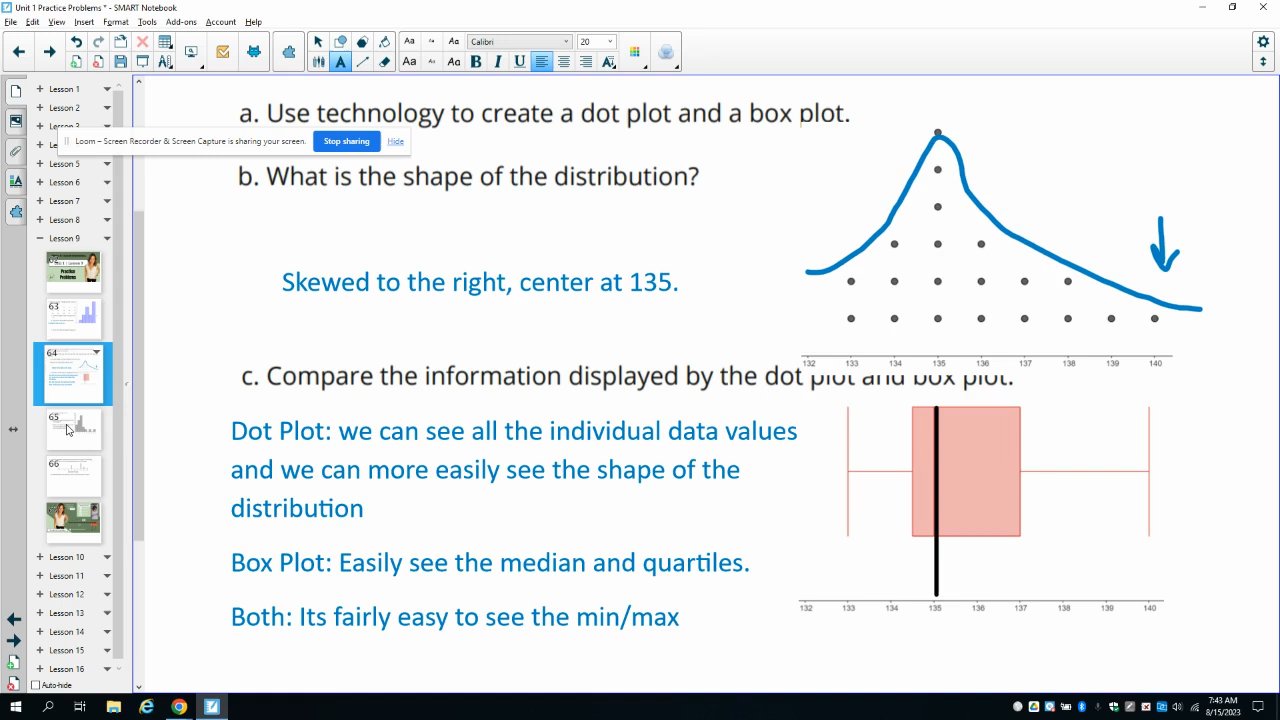 Unit 1 Practice Problems * - SMART Notebook
File Edit View Insert Format Tools Add-ons Account Help
Calibri 20
Lesson 1
Lesson 2
Lesson 3
Loom – Screen Recorder & Screen Capture is sharing your screen. Stop sharing Hide
Lesson 5
Lesson 6
Lesson 7
Lesson 8
Lesson 9
Practice
Problems
63
64
65
66
Lesson 10
Lesson 11
Lesson 12
Lesson 13
Lesson 14
Lesson 15
Lesson 16
Auto-hide
a. Use technology to create a dot plot and a box plot.
b. What is the shape of the distribution?
Skewed to the right, center at 135.
132 133 134 135 136 137 138 139 140
c. Compare the information displayed by the dot plot and box plot.
Dot Plot: we can see all the individual data values
and we can more easily see the shape of the
distribution
Box Plot: Easily see the median and quartiles.
Both: Its fairly easy to see the min/max
132 133 134 135 136 137 138 139 140
7:43 AM
8/15/2023